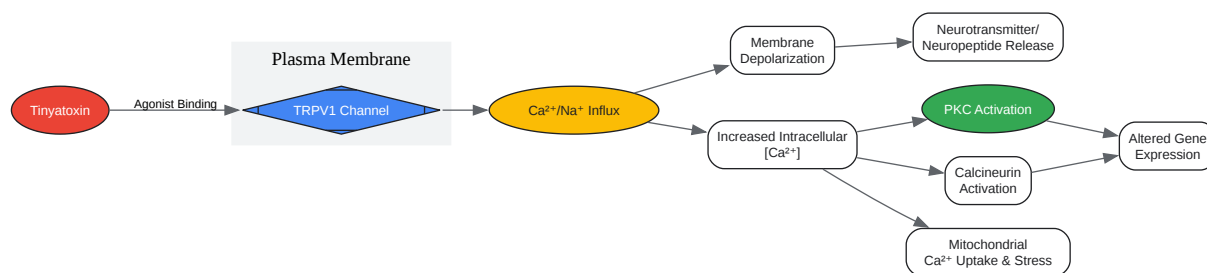 Plasma Membrane
Tinyatoxin
Agonist Binding
TRPV1 Channel
Ca²⁺/Na⁺ Influx
Membrane
Depolarization
Neurotransmitter/
Neuropeptide Release
Increased Intracellular
[Ca²⁺]
PKC Activation
Calcineurin
Activation
Mitochondrial
Ca²⁺ Uptake & Stress
Altered Gene
Expression